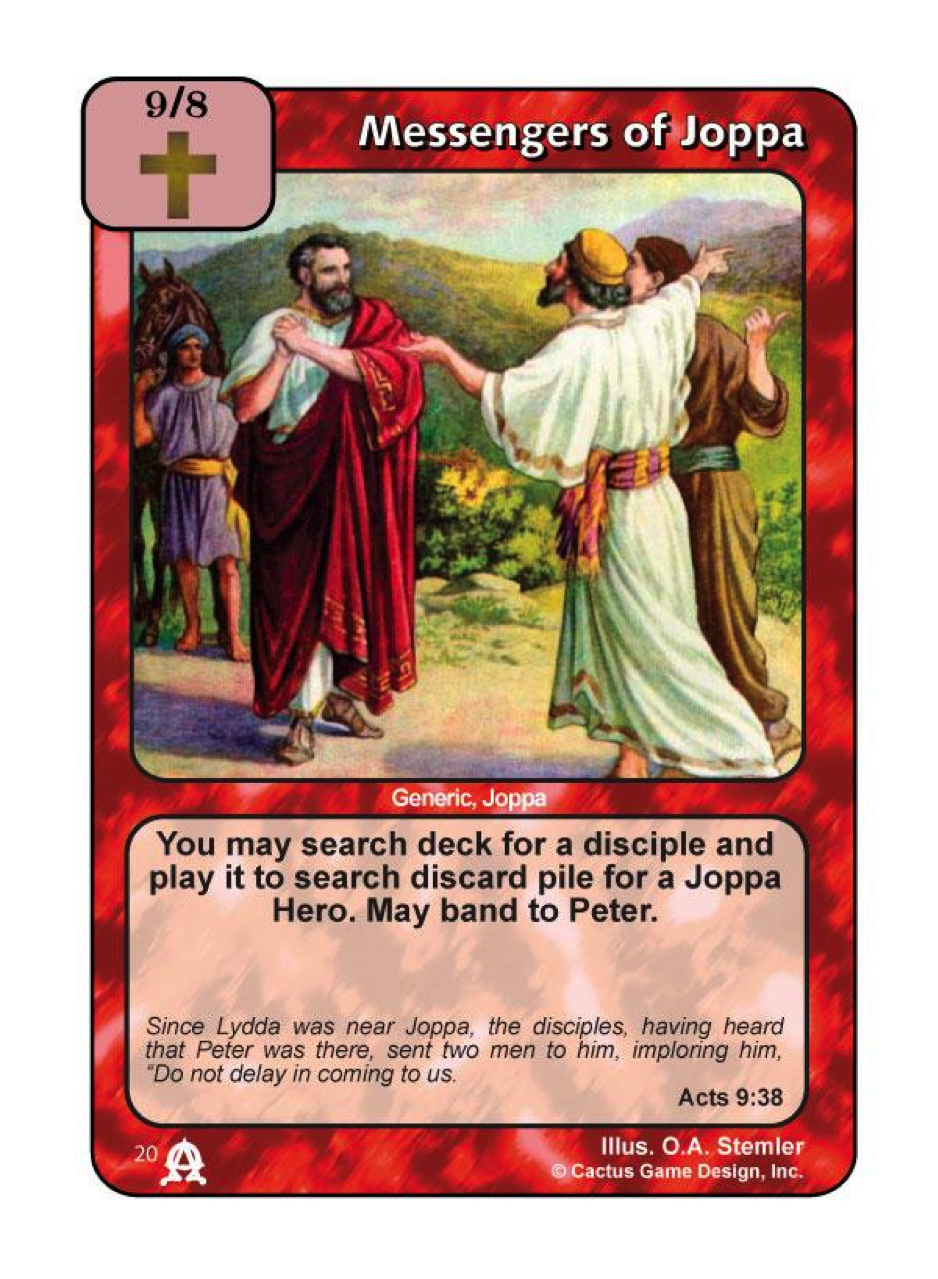 9/8
Messengers of Joppa
Generic, Joppa
You may search deck for a disciple and
play it to search discard pile for a Joppa
Hero. May band to Peter.
Since Lydda was near Joppa, the disciples, having heard
that Peter was there, sent two men to him, imploring him,
“Do not delay in coming to us.
Acts 9:38
20
Illus. O.A. Stemler
© Cactus Game Design, Inc.